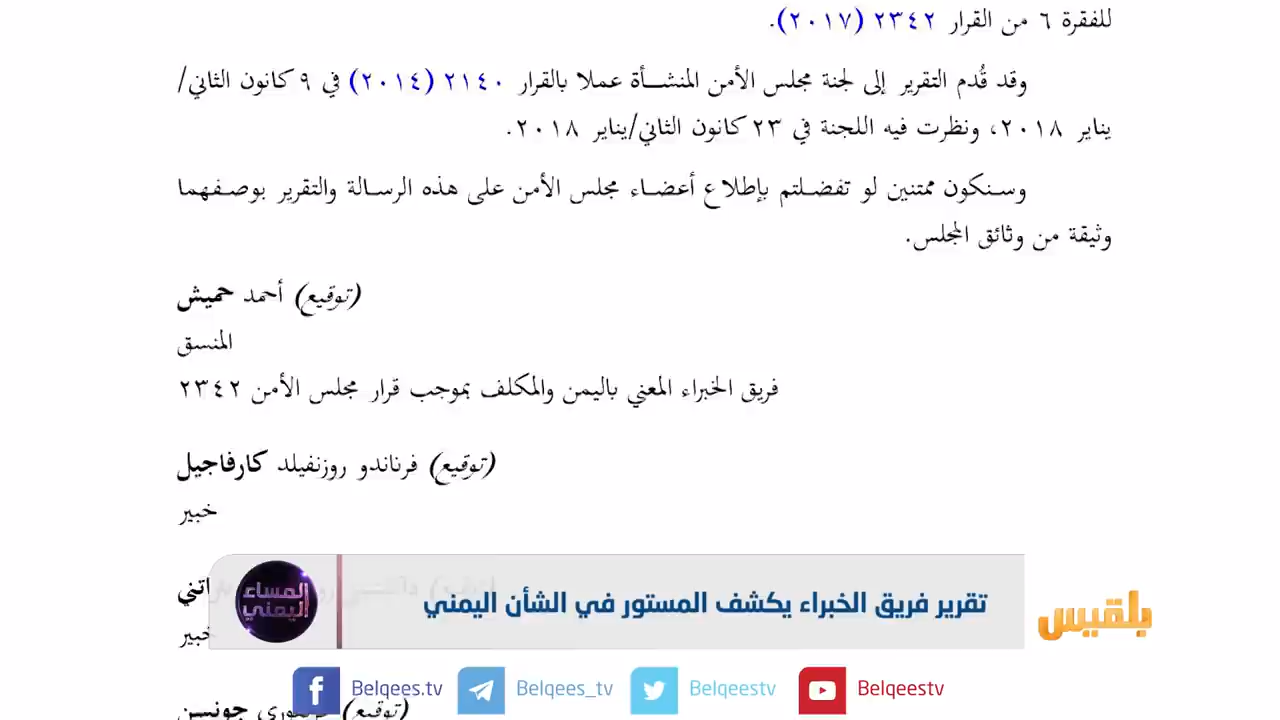 للفقرة ٦ من القرار ٢٣٤٢ (٢٠١٧).
وقد قُدم التقرير إلى لجنة مجلس الأمن المنشأة عملا بالقرار ٢١٤٠ (٢٠١٤) في ٩ كانون الثاني/
يناير ٢٠١٨، ونظرت فيه اللجنة في ٢٣ كانون الثاني/يناير ٢٠١٨.
وسنكون ممتنين لو تفضلتم بإطلاع أعضاء مجلس الأمن على هذه الرسالة والتقرير بوصفهما
وثيقة من وثائق المجلس.
(توقيع) أحمد حميش
المنسق
فريق الخبراء المعني باليمن والمكلف بموجب قرار مجلس الأمن ٢٣٤٢
(توقيع) فرناندو روزنفيلد كارفاجيل
خبير
المساء اليمني
تقرير فريق الخبراء يكشف المستور في الشأن اليمني
بلقيس
خبير
Belqees.tv Belqees_tv Belqeestv Belqeestv
(توقيع) جونسن